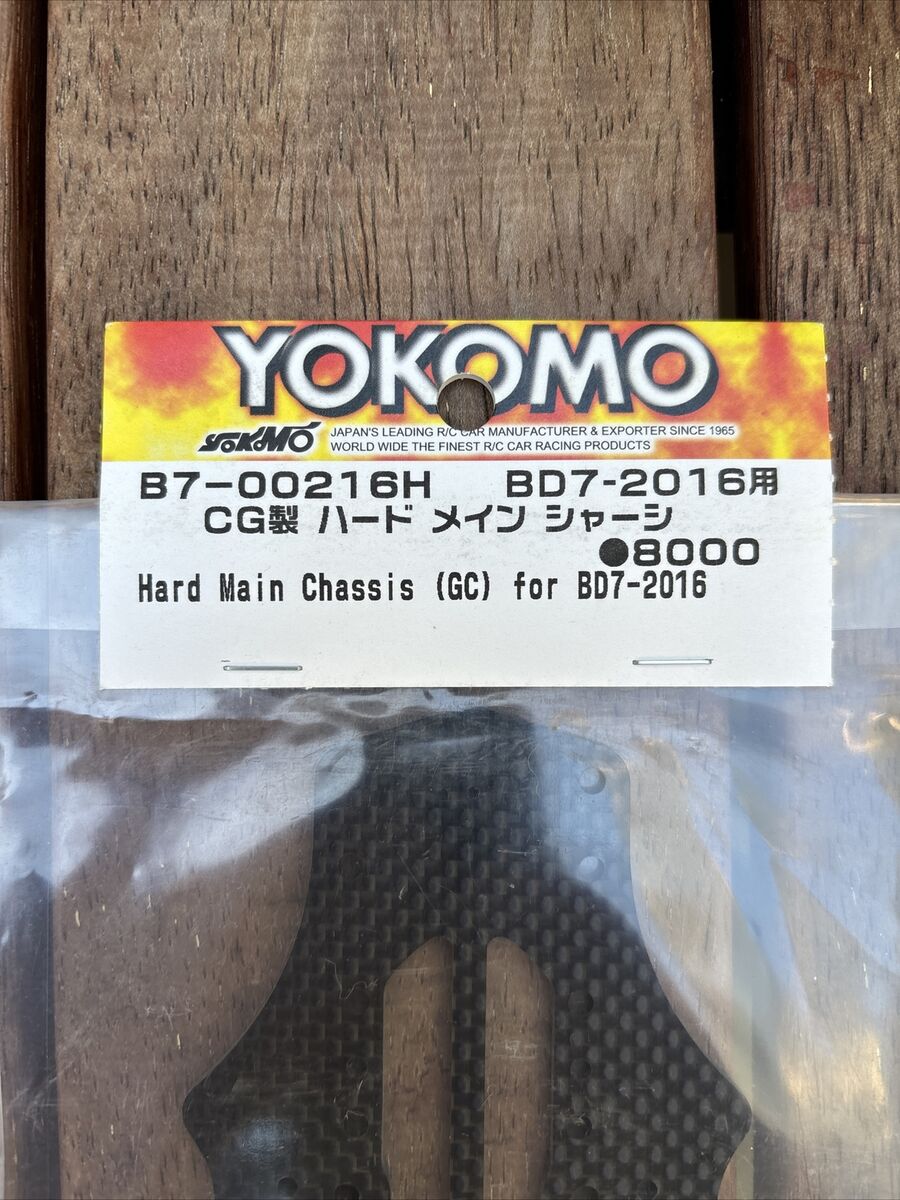 YOKOMO
YOKOMO JAPAN'S LEADING R/C CAR MANUFACTURER & EXPORTER SINCE 1965
WORLD WIDE THE FINEST R/C CAR RACING PRODUCTS
B7-00216H BD7-2016用
CG製 ハード メイン シャーシ
●8000
Hard Main Chassis (GC) for BD7-2016